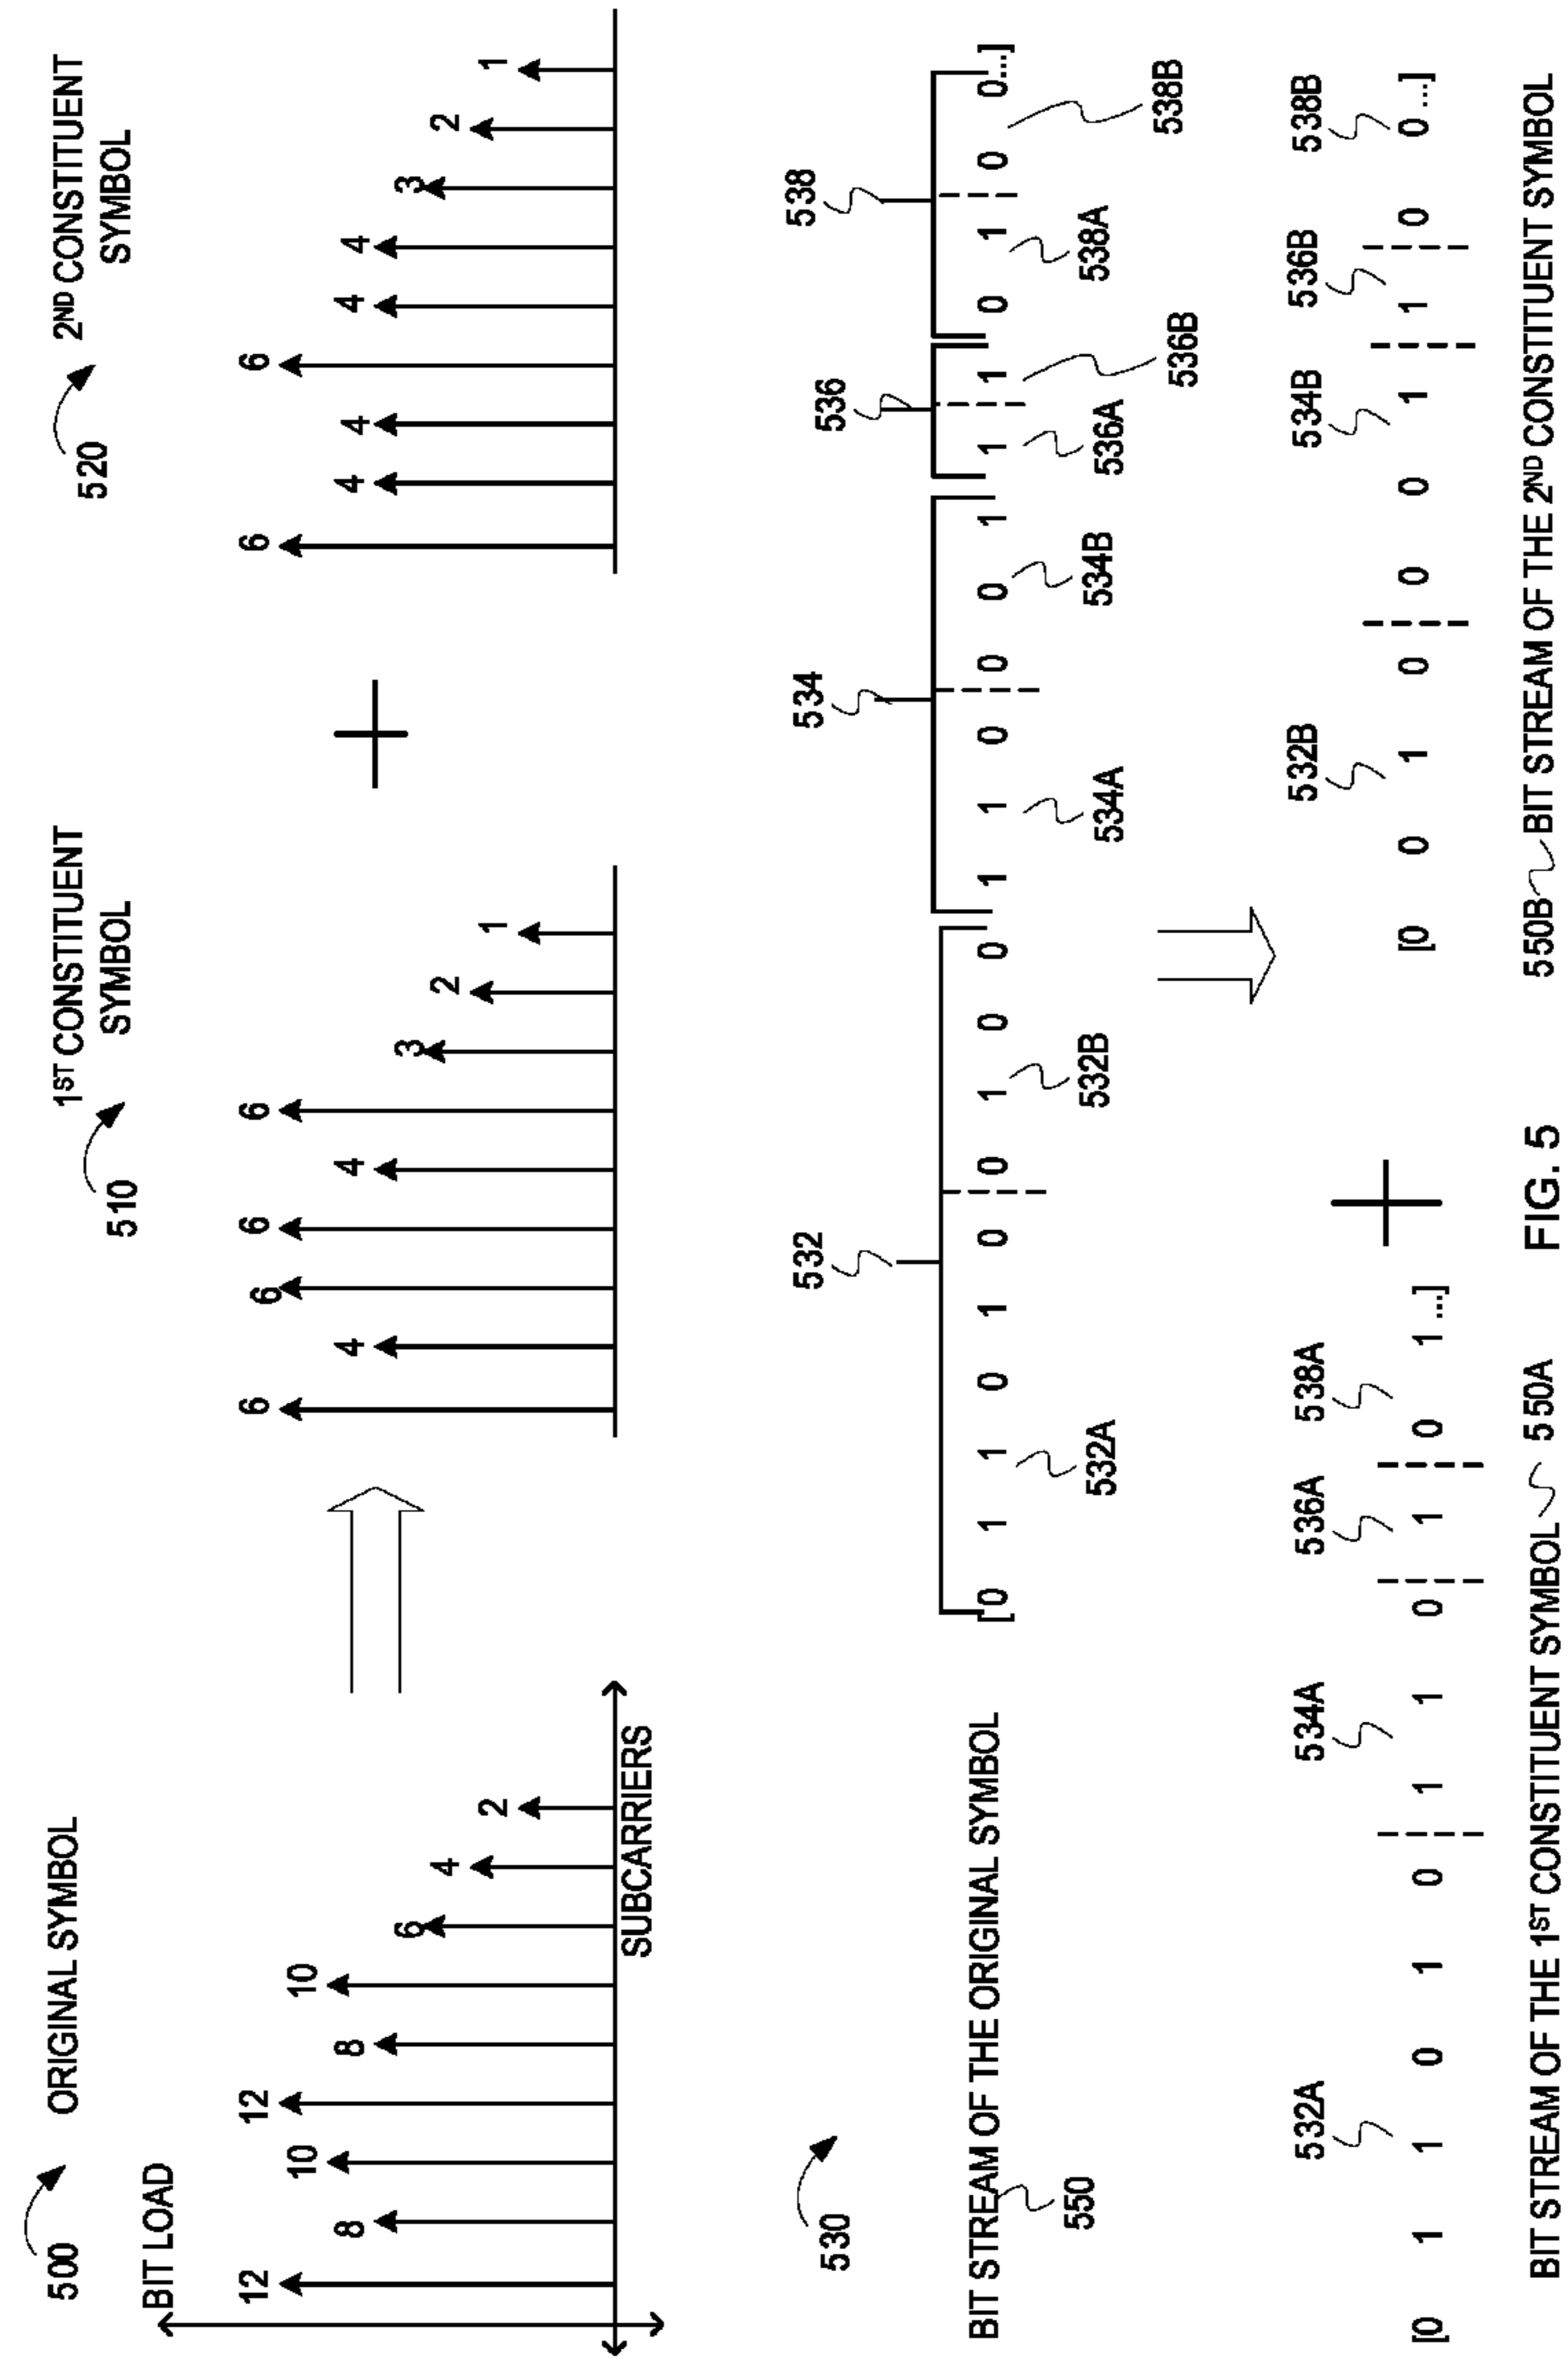 500 ORIGINAL SYMBOL
BIT LOAD
12 8 10 12 8 10 6 4 2
SUBCARRIERS
510
1ST CONSTITUENT
SYMBOL
6 4 6 6 4 6 3 2 1
520
2ND CONSTITUENT
SYMBOL
6 4 4 6 4 4 3 2 1
530
532 534 536 538
BIT STREAM OF THE ORIGINAL SYMBOL [0 1 1 0 1 0 0 1 0 0 1 1 0 0 0 1 1 1 0 1 0 0...]
550 532A 532B 534A 534B 536A 536B 538A 538B
532A 534A 536A 538A
[0 1 1 0 1 0 1 1 0 1 0 1 ...]
BIT STREAM OF THE 1ST CONSTITUENT SYMBOL 550A
532B 534B 536B 538B
[0 0 1 0 0 0 1 1 0 0 ...]
550B BIT STREAM OF THE 2ND CONSTITUENT SYMBOL
FIG. 5